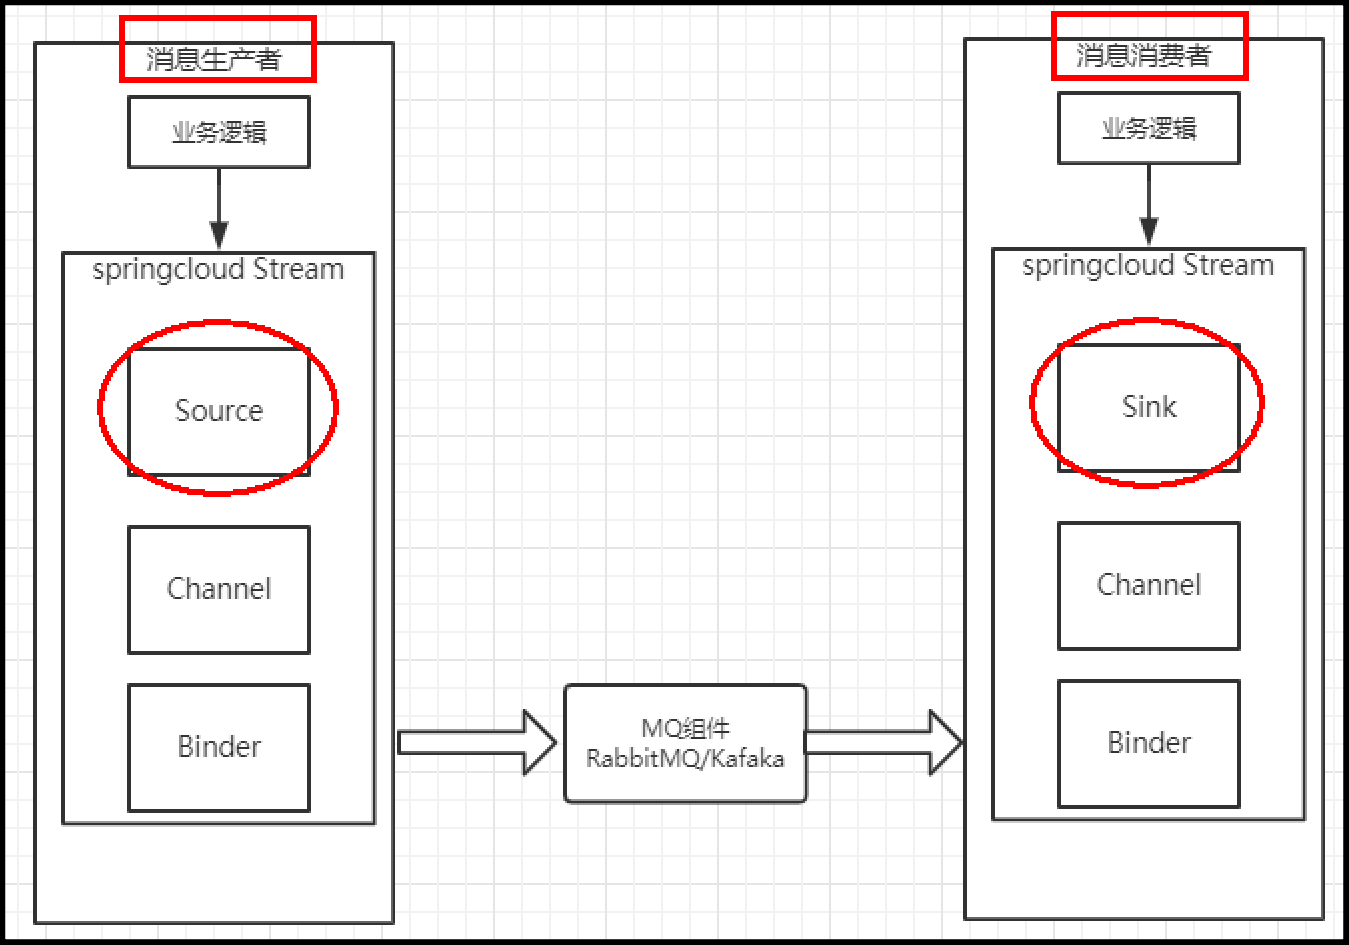 消息生产者
业务逻辑
springcloud Stream
Source
Channel
Binder
MQ组件
RabbitMQ/Kafaka
消息消费者
业务逻辑
springcloud Stream
Sink
Channel
Binder